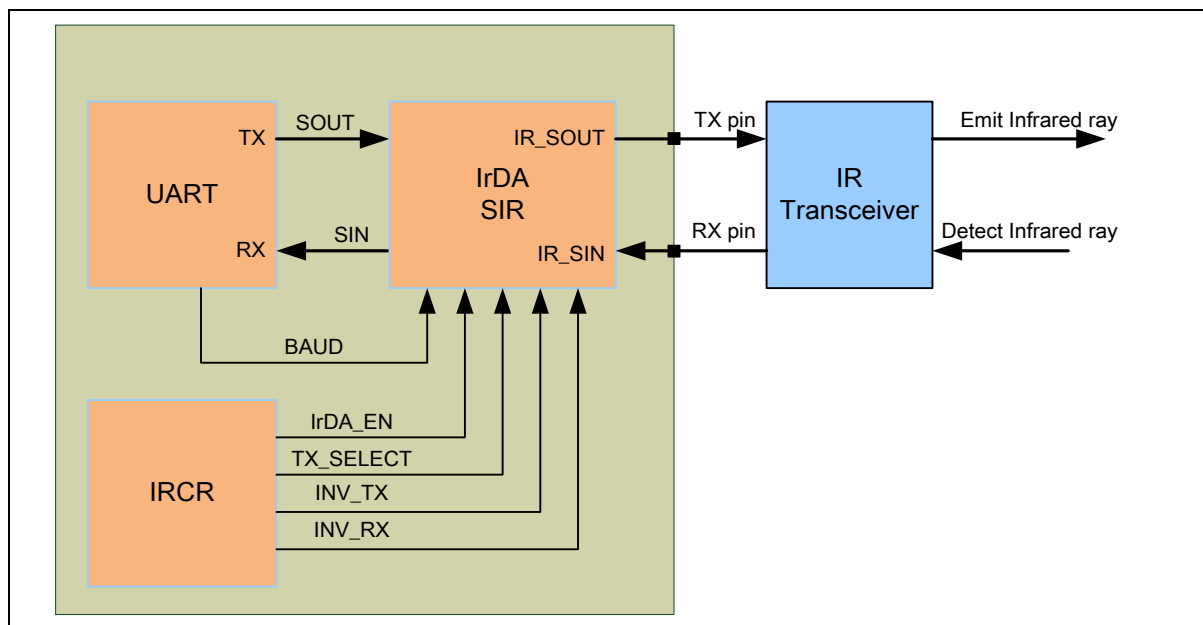 TX
SOUT
IR_SOUT
TX pin
Emit Infrared ray
UART
IrDA
SIR
IR
Transceiver
RX
SIN
IR_SIN
RX pin
Detect Infrared ray
BAUD
IRCR
IrDA_EN
TX_SELECT
INV_TX
INV_RX